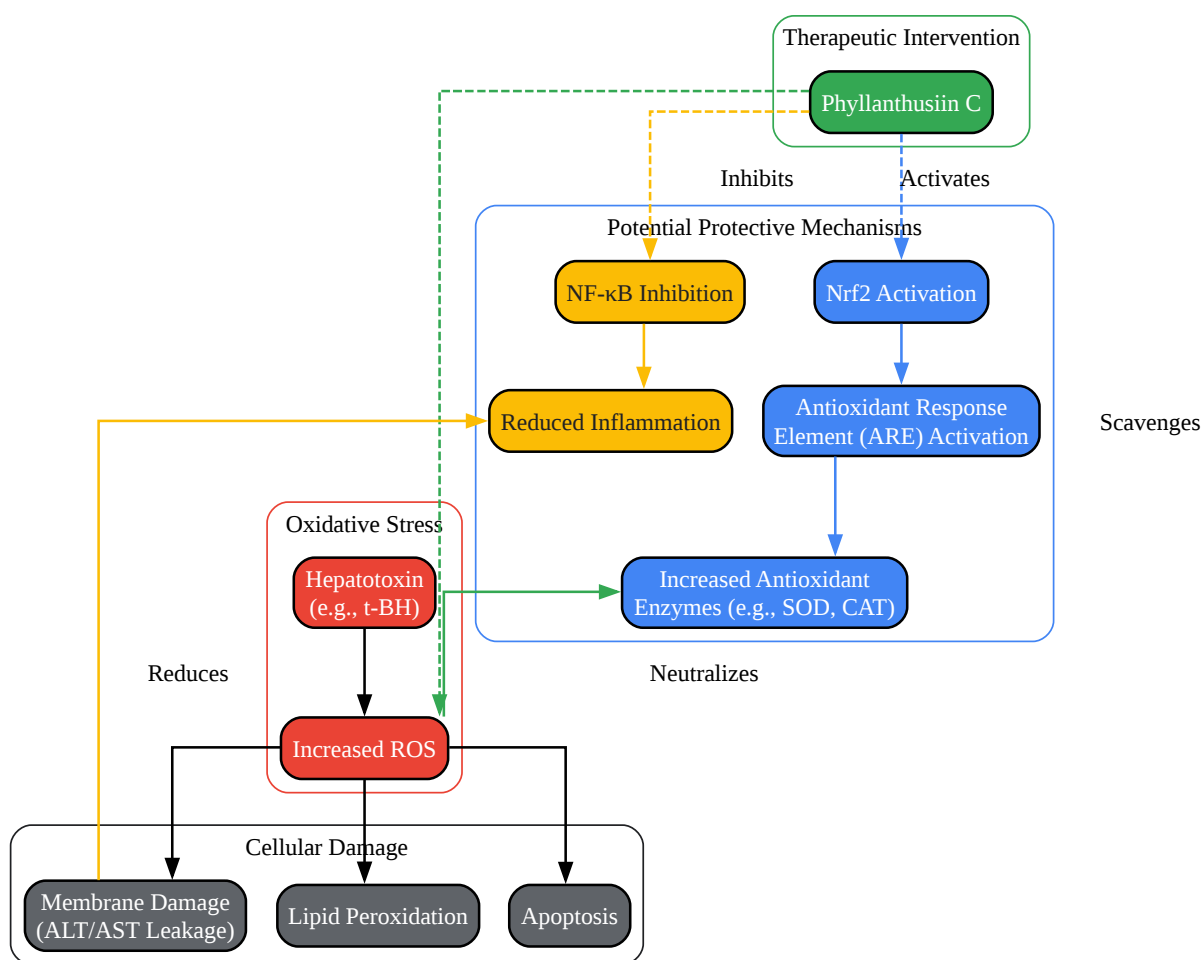 Therapeutic Intervention
Phyllanthusiin C
Inhibits
Activates
Potential Protective Mechanisms
NF-κB Inhibition
Nrf2 Activation
Reduced Inflammation
Antioxidant Response
Element (ARE) Activation
Scavenges
Oxidative Stress
Hepatotoxin
(e.g., t-BH)
Increased Antioxidant
Enzymes (e.g., SOD, CAT)
Reduces
Neutralizes
Increased ROS
Cellular Damage
Membrane Damage
(ALT/AST Leakage)
Lipid Peroxidation
Apoptosis